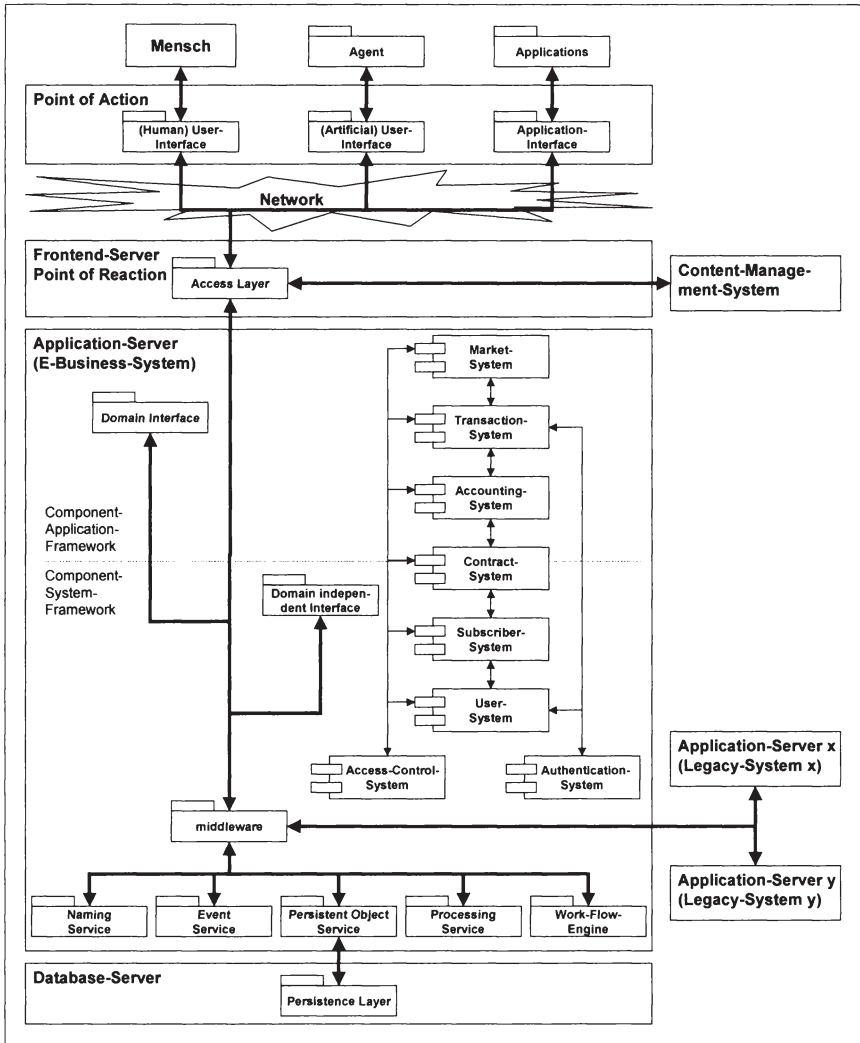 Mensch
Agent
Applications
Point of Action
(Human) User-
Interface
(Artificial) User-
Interface
Application-
Interface
Network
Frontend-Server
Point of Reaction
Access Layer
Content-Manage-
ment-System
Application-Server
(E-Business-System)
Market-
System
Domain Interface
Transaction-
System
Accounting-
System
Component-
Application-
Framework
Contract-
System
Component-
System-
Framework
Domain indepen-
dent Interface
Subscriber-
System
User-
System
Access-Control-
System
Authentication-
System
Application-Server x
(Legacy-System x)
middleware
Application-Server y
(Legacy-System y)
Naming
Service
Event
Service
Persistent Object
Service
Processing
Service
Work-Flow-
Engine
Database-Server
Persistence Layer